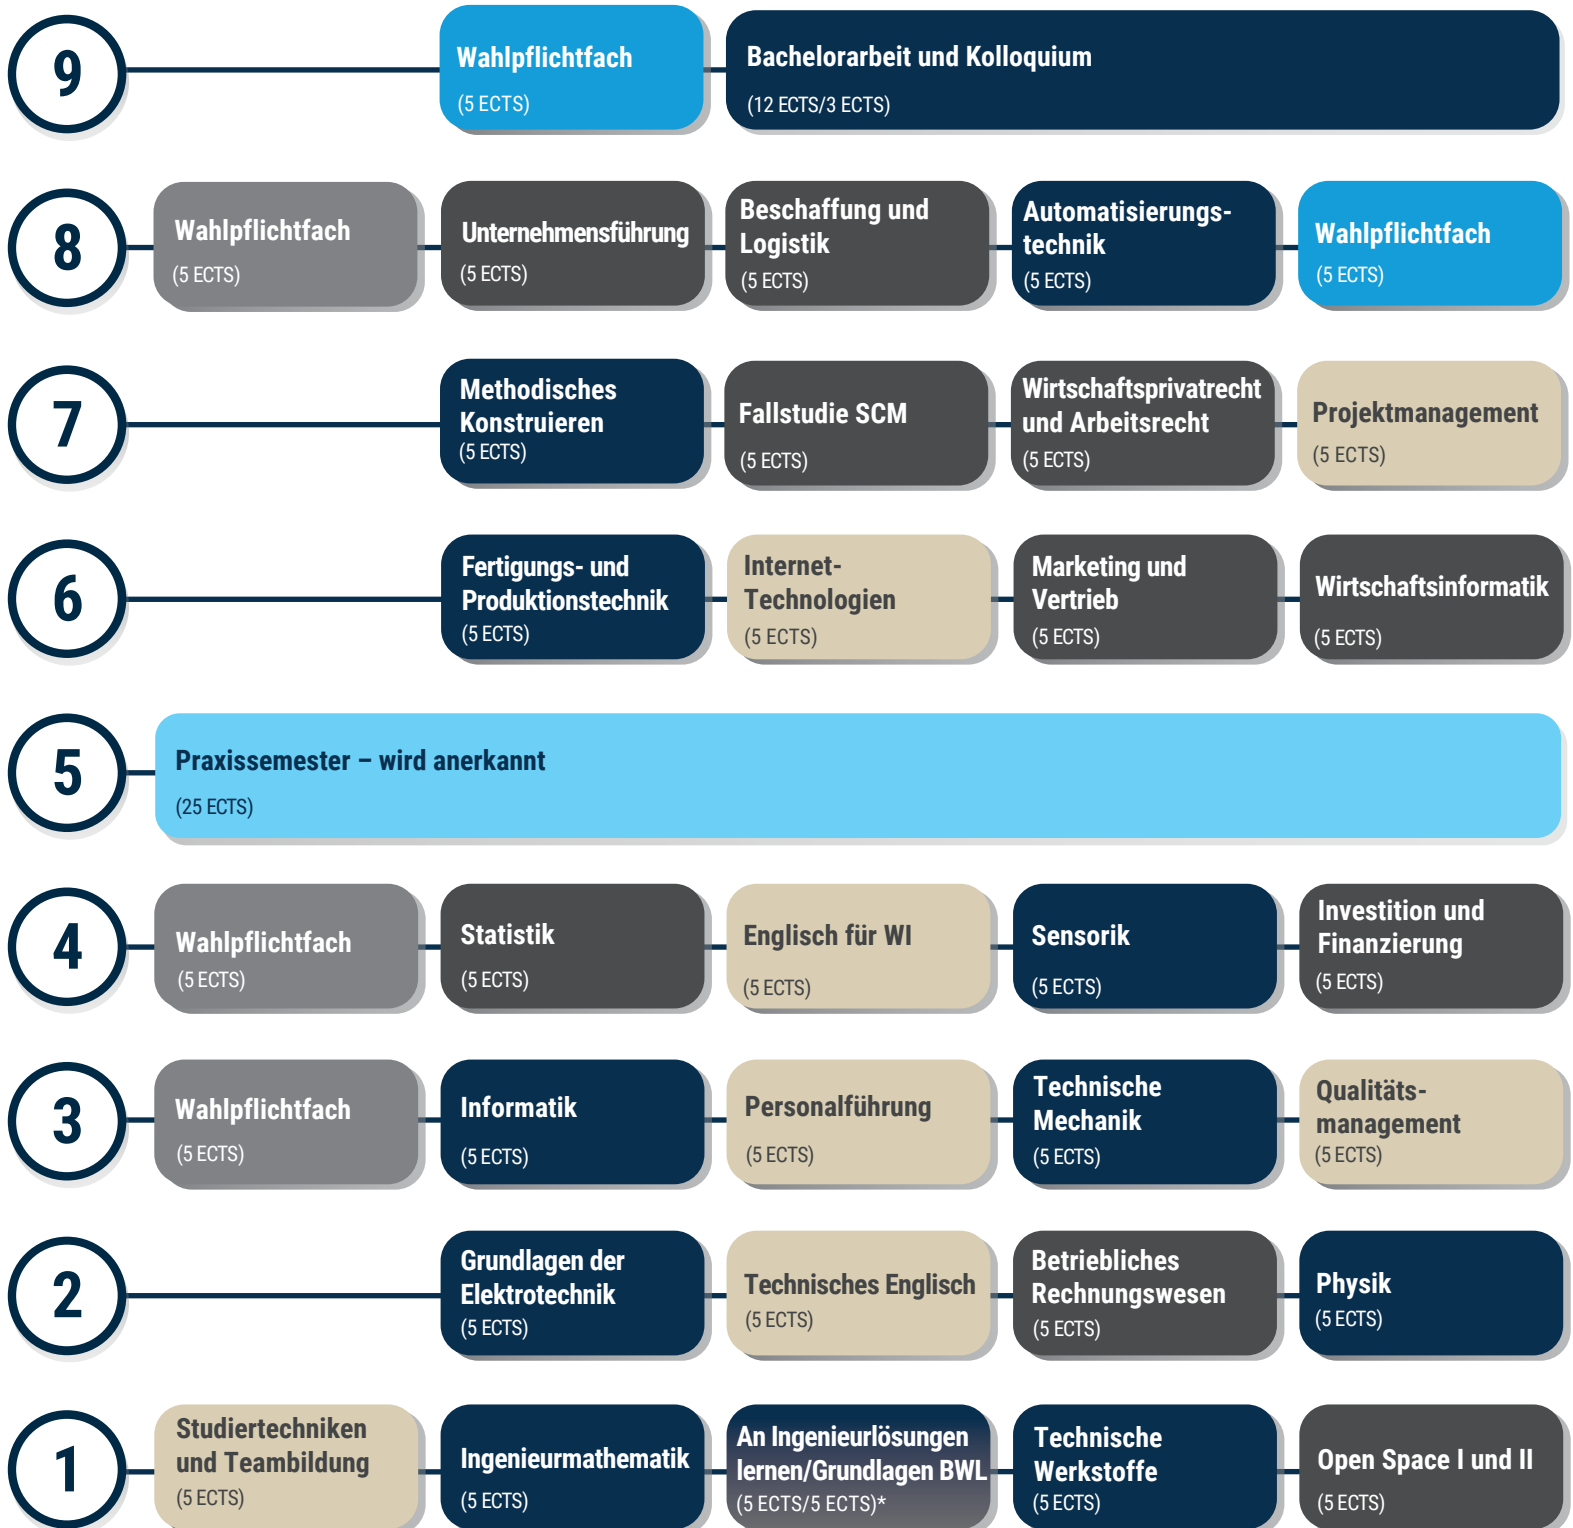 9
Wahlpflichtfach
(5 ECTS)
Bachelorarbeit und Kolloquium
(12 ECTS/3 ECTS)
8
Wahlpflichtfach
(5 ECTS)
Unternehmensführung
(5 ECTS)
Beschaffung und
Logistik
(5 ECTS)
Automatisierungs-
technik
(5 ECTS)
Wahlpflichtfach
(5 ECTS)
7
Methodisches
Konstruieren
(5 ECTS)
Fallstudie SCM
(5 ECTS)
Wirtschaftsprivatrecht
und Arbeitsrecht
(5 ECTS)
Projektmanagement
(5 ECTS)
6
Fertigungs- und
Produktionstechnik
(5 ECTS)
Internet-
Technologien
(5 ECTS)
Marketing und
Vertrieb
(5 ECTS)
Wirtschaftsinformatik
(5 ECTS)
5
Praxissemester – wird anerkannt
(25 ECTS)
4
Wahlpflichtfach
(5 ECTS)
Statistik
(5 ECTS)
Englisch für WI
(5 ECTS)
Sensorik
(5 ECTS)
Investition und
Finanzierung
(5 ECTS)
3
Wahlpflichtfach
(5 ECTS)
Informatik
(5 ECTS)
Personalführung
(5 ECTS)
Technische
Mechanik
(5 ECTS)
Qualitäts-
management
(5 ECTS)
2
Grundlagen der
Elektrotechnik
(5 ECTS)
Technisches Englisch
(5 ECTS)
Betriebliches
Rechnungswesen
(5 ECTS)
Physik
(5 ECTS)
1
Studiertechniken
und Teambildung
(5 ECTS)
Ingenieurmathematik
(5 ECTS)
An Ingenieurlösungen
lernen/Grundlagen BWL
(5 ECTS/5 ECTS)*
Technische
Werkstoffe
(5 ECTS)
Open Space I und II
(5 ECTS)